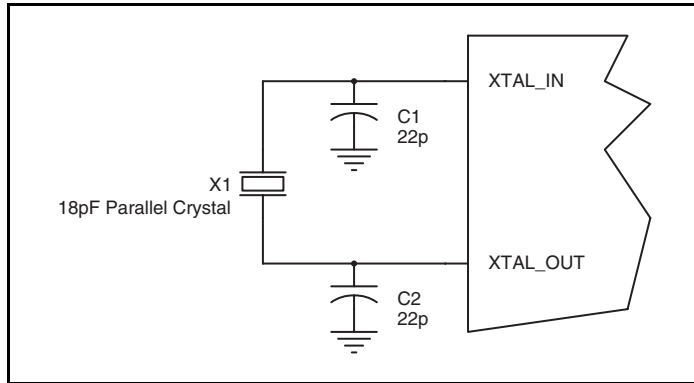 XTAL_IN
C1
22p
X1
18pF Parallel Crystal
XTAL_OUT
C2
22p